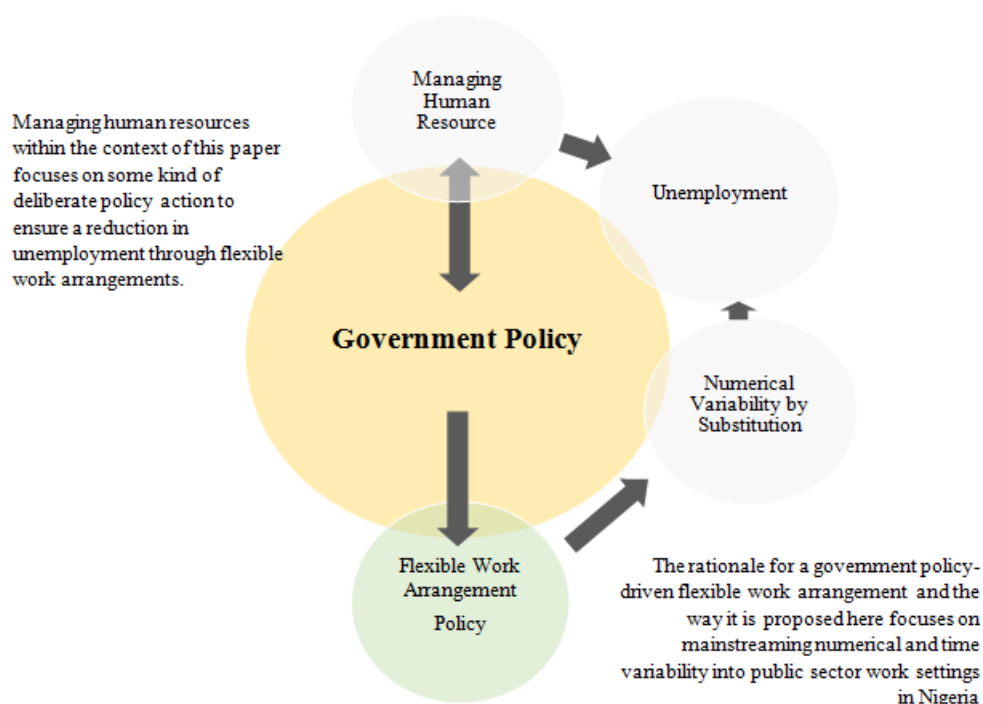 Managing
Human
Resource
Managing human resources
within the context of this paper
focuses on some kind of
deliberate policy action to
ensure a reduction in
unemployment through flexible
work arrangements.
Unemployment
Government Policy
Numerical
Variability by
Substitution
Flexible Work
Arrangement
Policy
The rationale for a government policy-
driven flexible work arrangement and the
way it is proposed here focuses on
mainstreaming numerical and time
variability into public sector work settings
in Nigeria